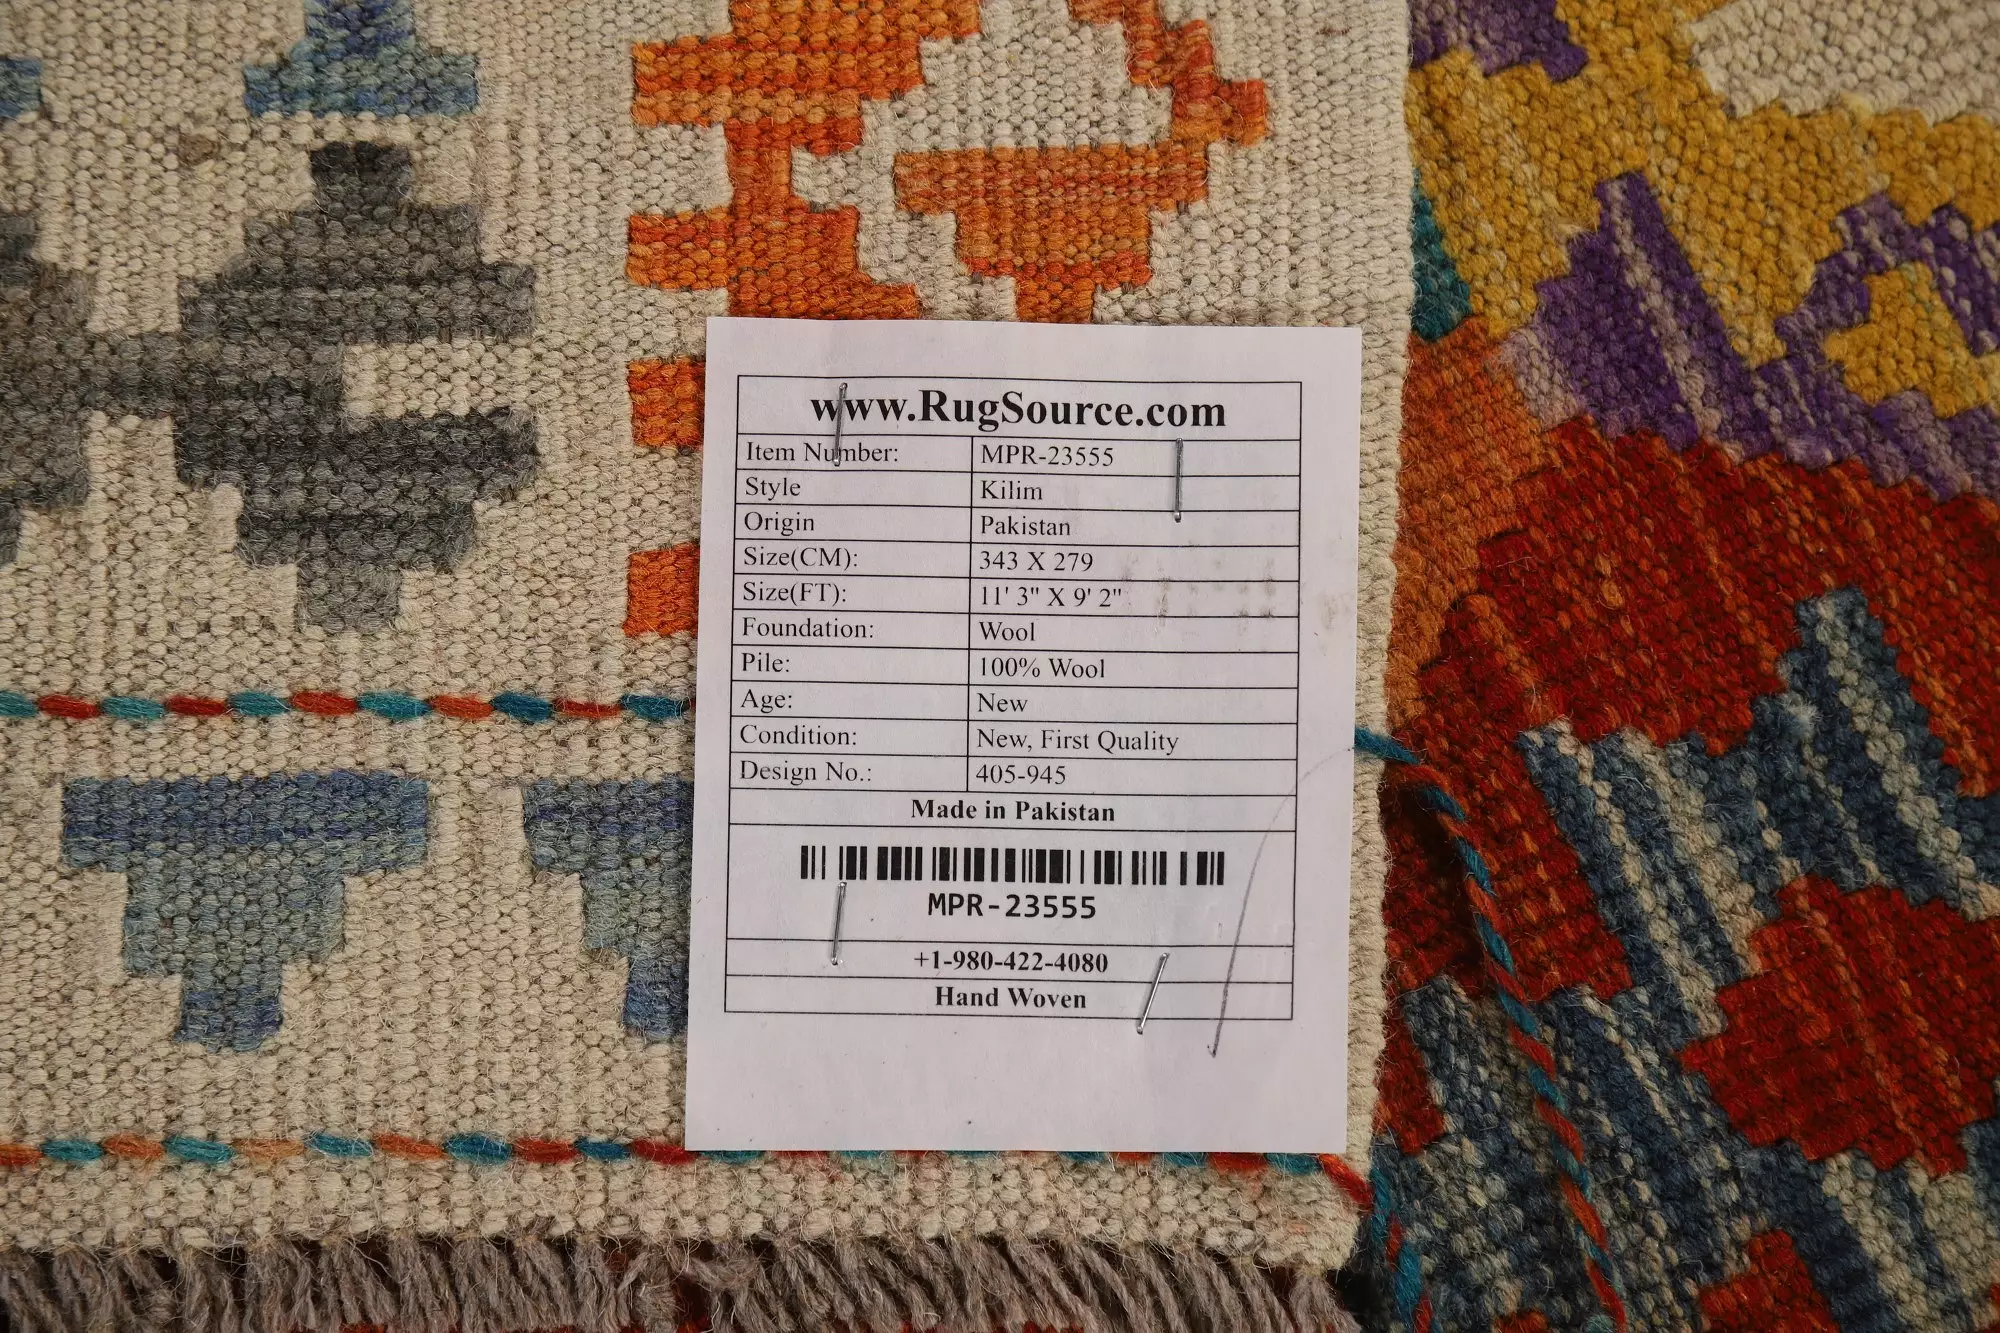 www.RugSource.com
Item Number: MPR-23555
Style Kilim
Origin Pakistan
Size(CM): 343 X 279
Size(FT): 11' 3" X 9' 2"
Foundation: Wool
Pile: 100% Wool
Age: New
Condition: New, First Quality
Design No.: 405-945
Made in Pakistan
MPR-23555
+1-980-422-4080
Hand Woven